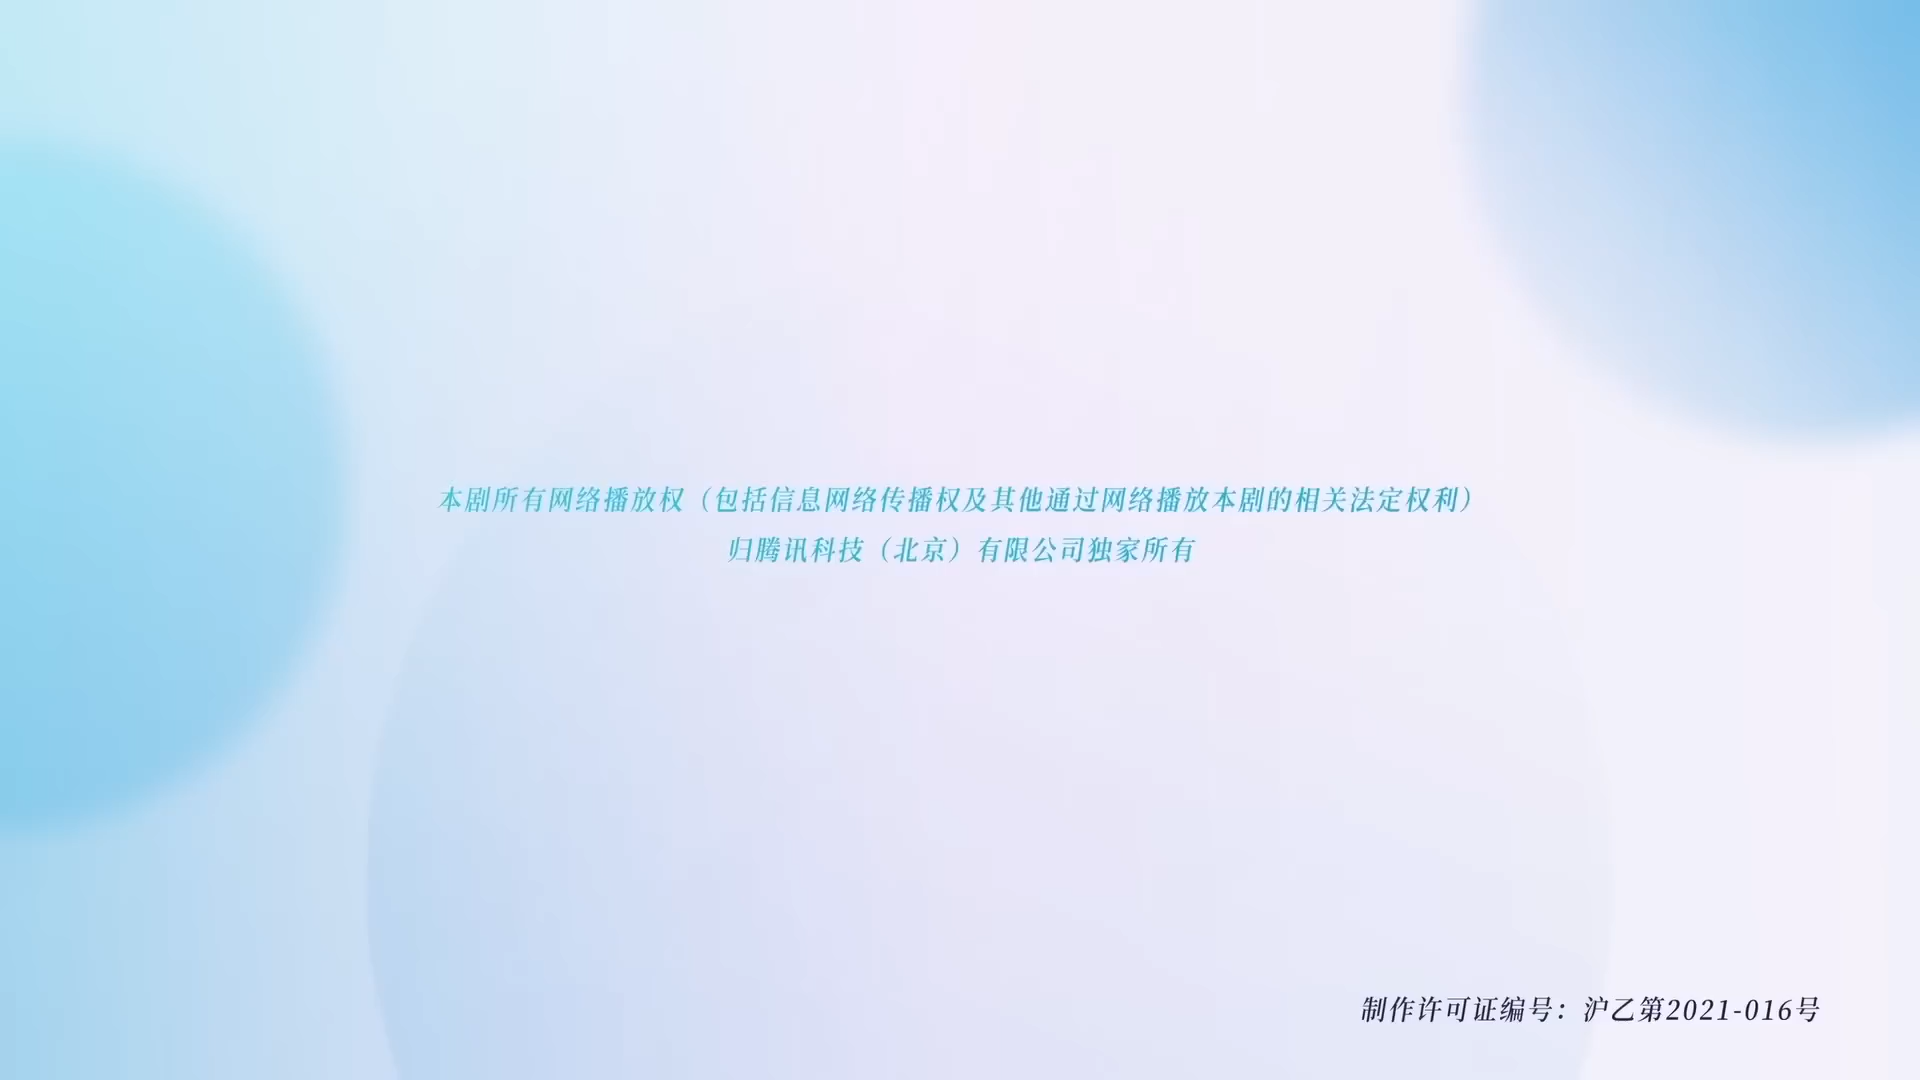 本剧所有网络播放权（包括信息网络传播权及其他通过网络播放本剧的相关法定权利）
归腾讯科技（北京）有限公司独家所有
制作许可证编号：沪乙第2021-016号